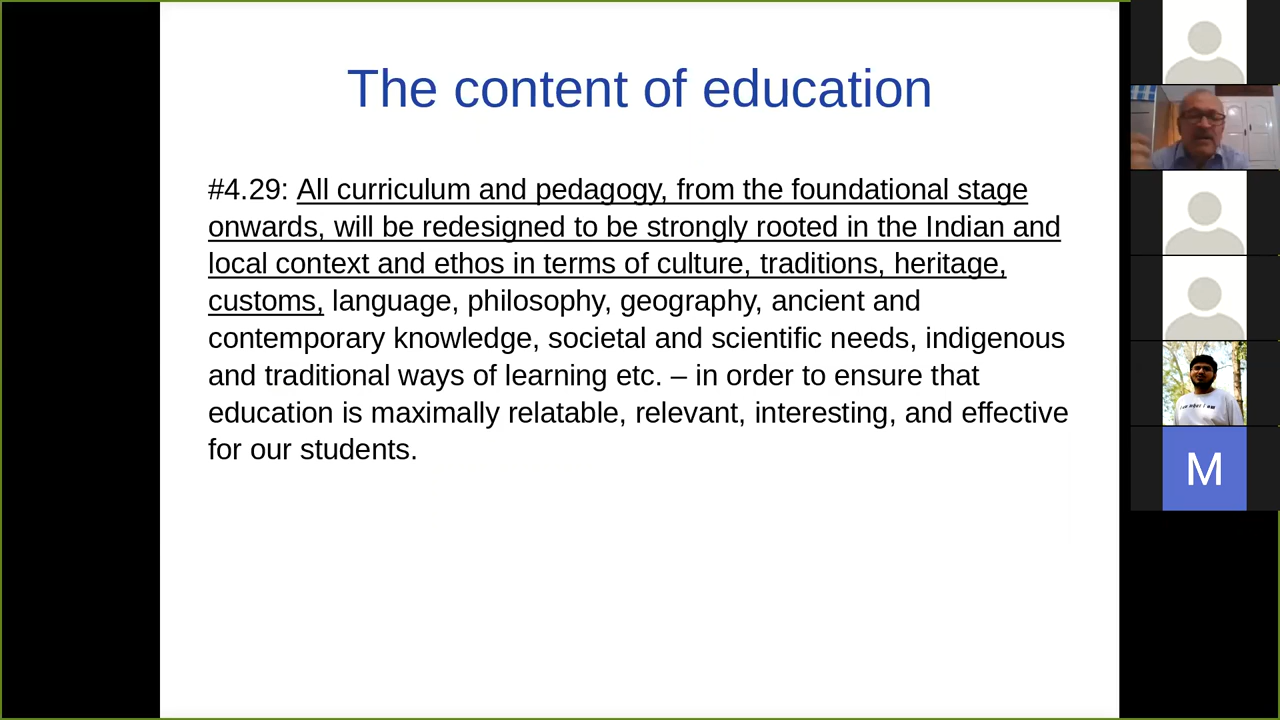 The content of education
#4.29: All curriculum and pedagogy, from the foundational stage
onwards, will be redesigned to be strongly rooted in the Indian and
local context and ethos in terms of culture, traditions, heritage,
customs, language, philosophy, geography, ancient and
contemporary knowledge, societal and scientific needs, indigenous
and traditional ways of learning etc. – in order to ensure that
education is maximally relatable, relevant, interesting, and effective
for our students.
M